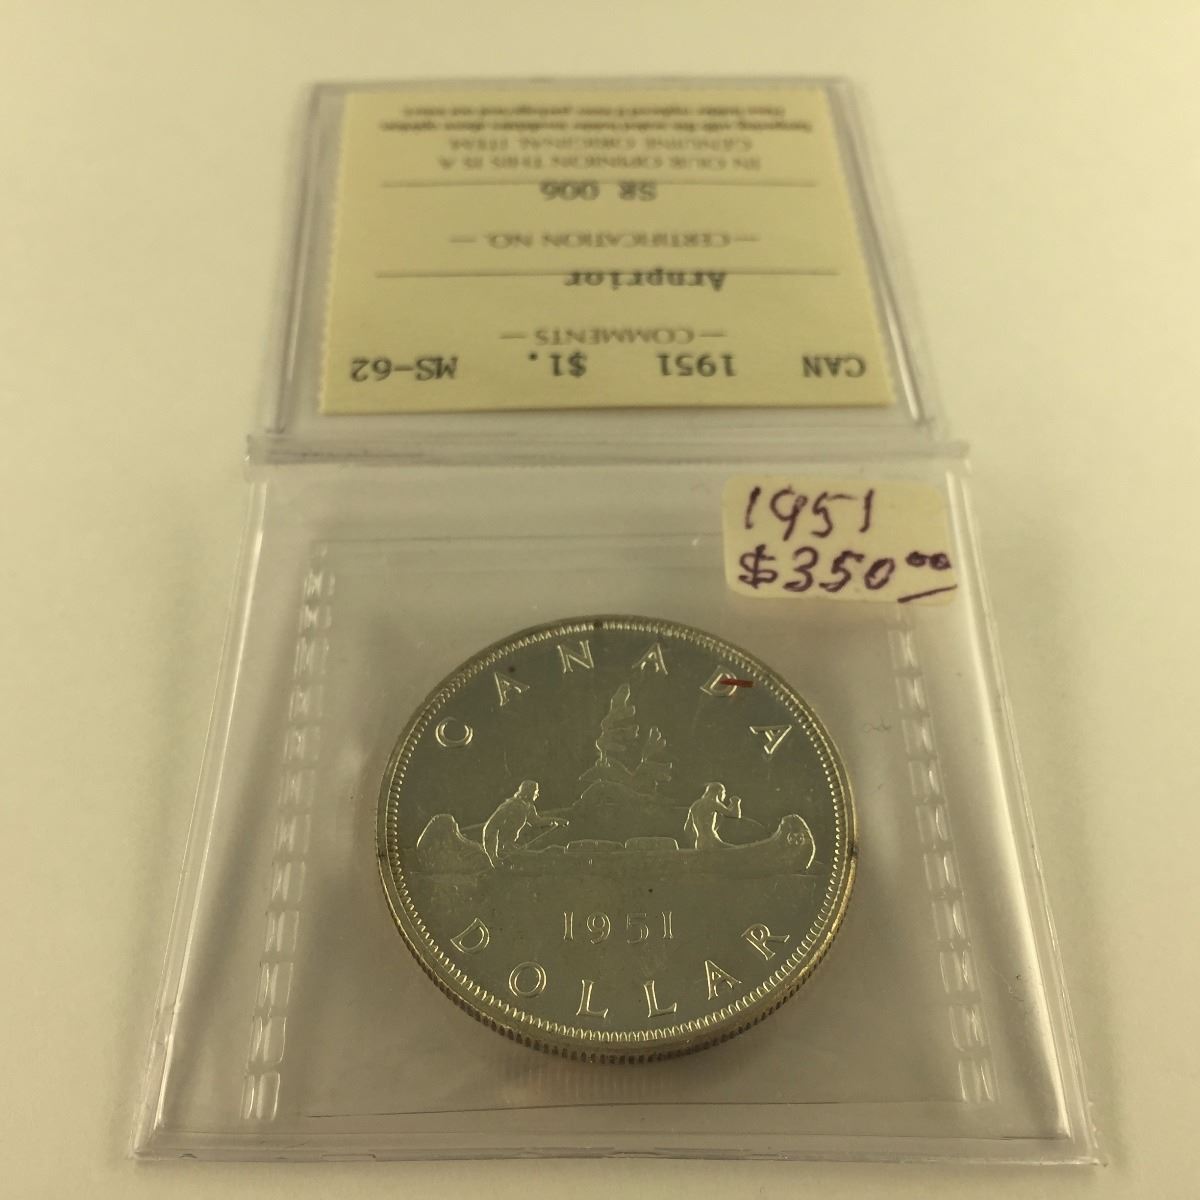 CAN 1951 $1. MS-62
— COMMENTS —
Arnprior
— CERTIFICATION NO. —
SR 006
IN OUR OPINION THIS IS A
GENUINE ORIGINAL ITEM
1951
$350.00
CANADA
1951
DOLLAR